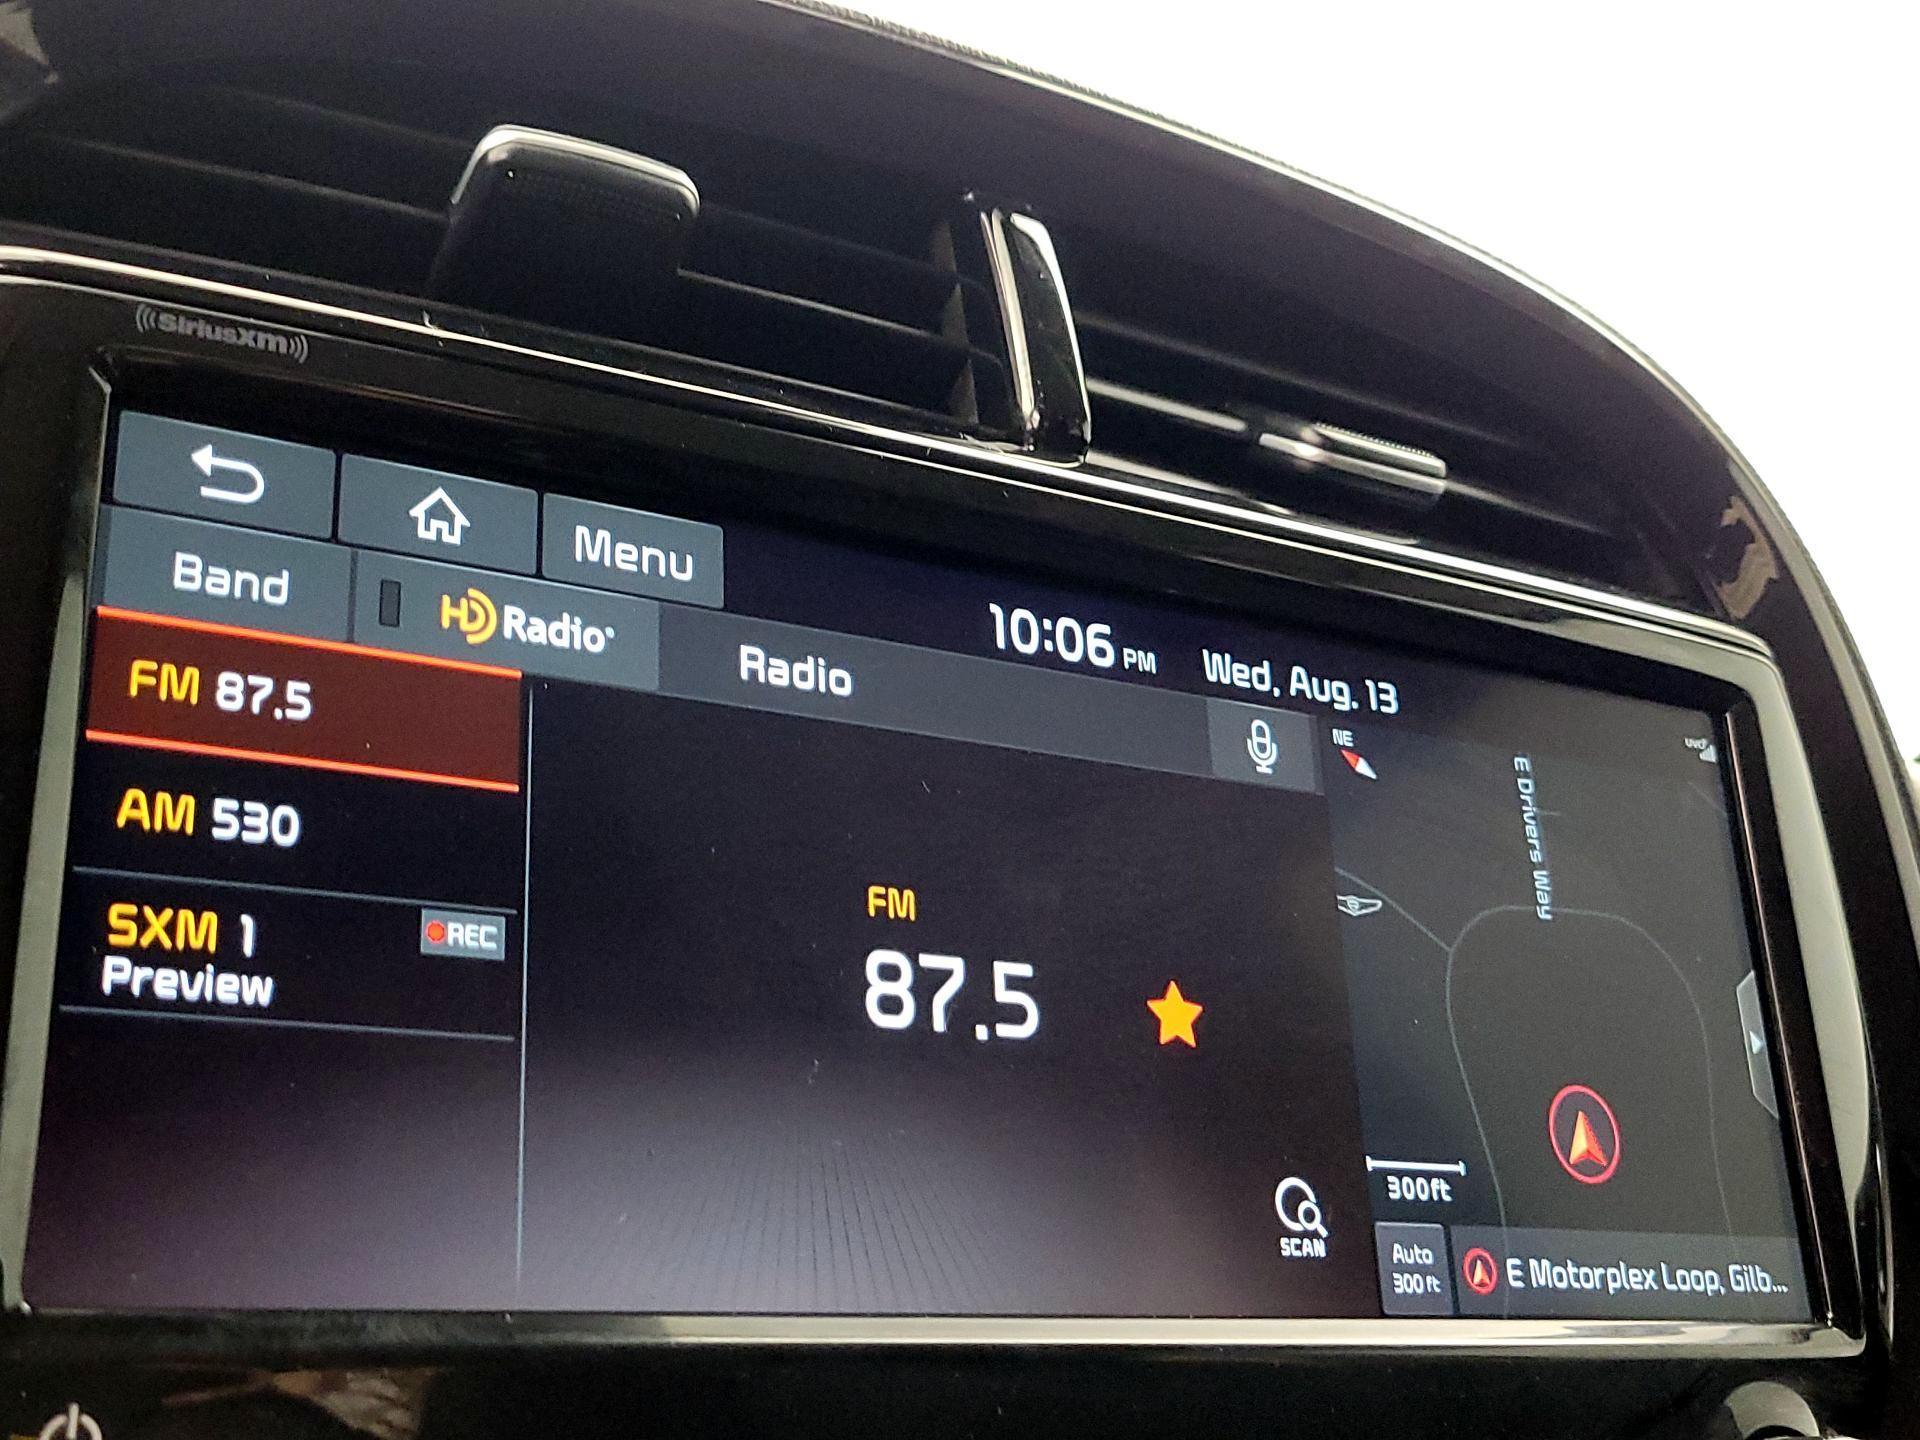 SiriusXM
Menu
Band
HD Radio®
Radio
10:06 PM
Wed, Aug. 13
FM 87.5
AM 530
SXM 1
REC
Preview
FM
87.5
SCAN
NE
UVO
E Drivers Way
300ft
Auto
300 ft
E Motorplex Loop, Gilb...